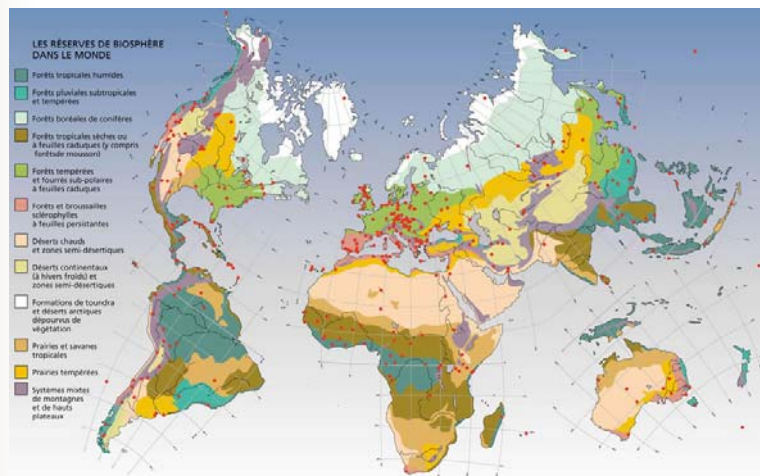 LES RÉSERVES DE BIOSPHÈRE
DANS LE MONDE
Forêts tropicales humides
Forêts pluviales subtropicales
et tempérées
Forêts boréales de conifères
Forêts tropicales sèches ou
à feuilles caduques (y compris
forêtsde mousson)
Forêts tempérées
et fourrés sub-polaires
à feuilles caduques
Forêts et broussailles
sclérophylles
à feuilles persistantes
Déserts chauds
et zones semi-désertiques
Déserts continentaux
(à hivers froids) et
zones semi-désertiques
Formations de toundra
et déserts arctiques
dépourvus de
végétation
Prairies et savanes
tropicales
Prairies tempérées
Systèmes mixtes
de montagnes
et de hauts
plateaux